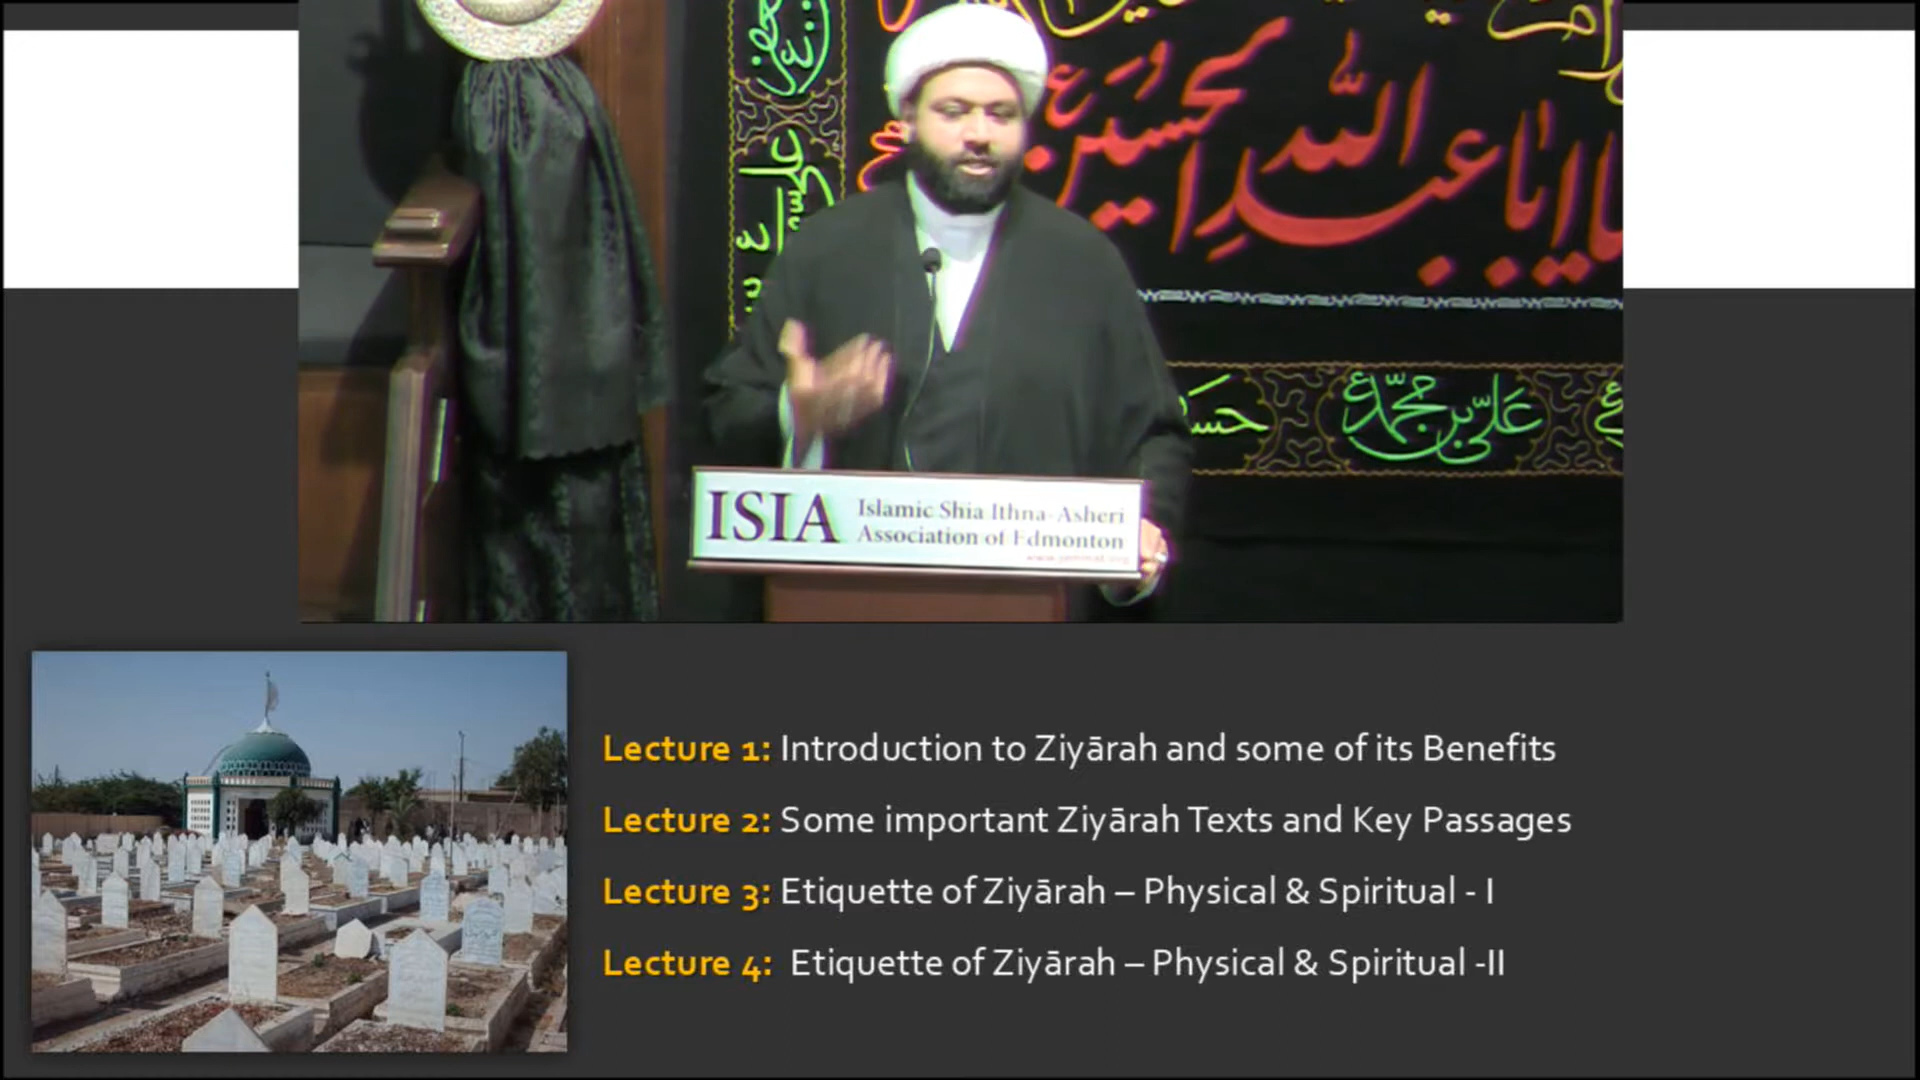 يا ابا عبد الله الحسين
علي بن محمد
ISIA
Islamic Shia Ithna-Asheri
Association of Edmonton
Lecture 1: Introduction to Ziyārah and some of its Benefits
Lecture 2: Some important Ziyārah Texts and Key Passages
Lecture 3: Etiquette of Ziyārah – Physical & Spiritual - I
Lecture 4: Etiquette of Ziyārah – Physical & Spiritual -II